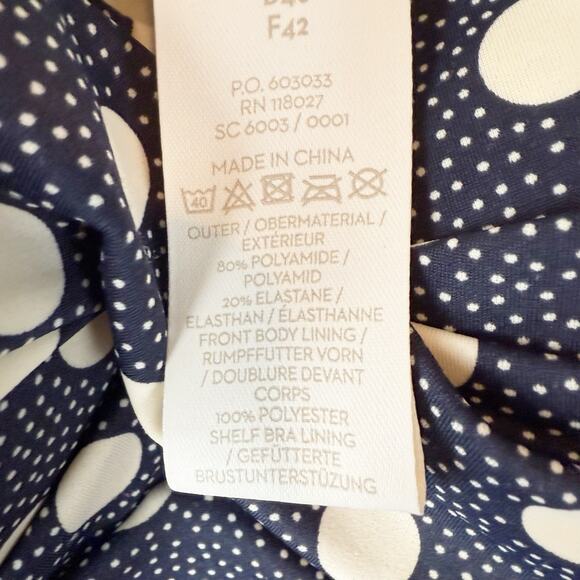 D40
F42
P.O. 603033
RN 118027
SC 6003 / 0001
MADE IN CHINA
40
OUTER / OBERMATERIAL /
EXTÉRIEUR
80% POLYAMIDE /
POLYAMID
20% ELASTANE /
ELASTHAN / ÉLASTHANNE
FRONT BODY LINING /
RUMPFFUTTER VORN
/ DOUBLURE DEVANT
CORPS
100% POLYESTER
SHELF BRA LINING
/ GEFÜTTERTE
BRUSTUNTERSTÜZUNG